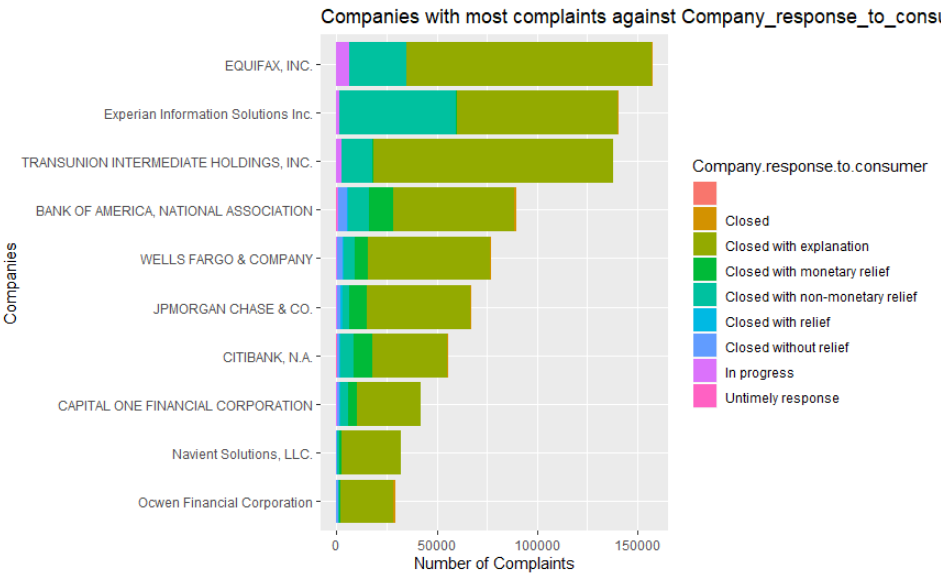 Companies with most complaints against Company_response_to_consu
Companies
EQUIFAX, INC.
Experian Information Solutions Inc.
TRANSUNION INTERMEDIATE HOLDINGS, INC.
BANK OF AMERICA, NATIONAL ASSOCIATION
WELLS FARGO & COMPANY
JPMORGAN CHASE & CO.
CITIBANK, N.A.
CAPITAL ONE FINANCIAL CORPORATION
Navient Solutions, LLC.
Ocwen Financial Corporation
0 50000 100000 150000
Number of Complaints
Company.response.to.consumer
Closed
Closed with explanation
Closed with monetary relief
Closed with non-monetary relief
Closed with relief
Closed without relief
In progress
Untimely response